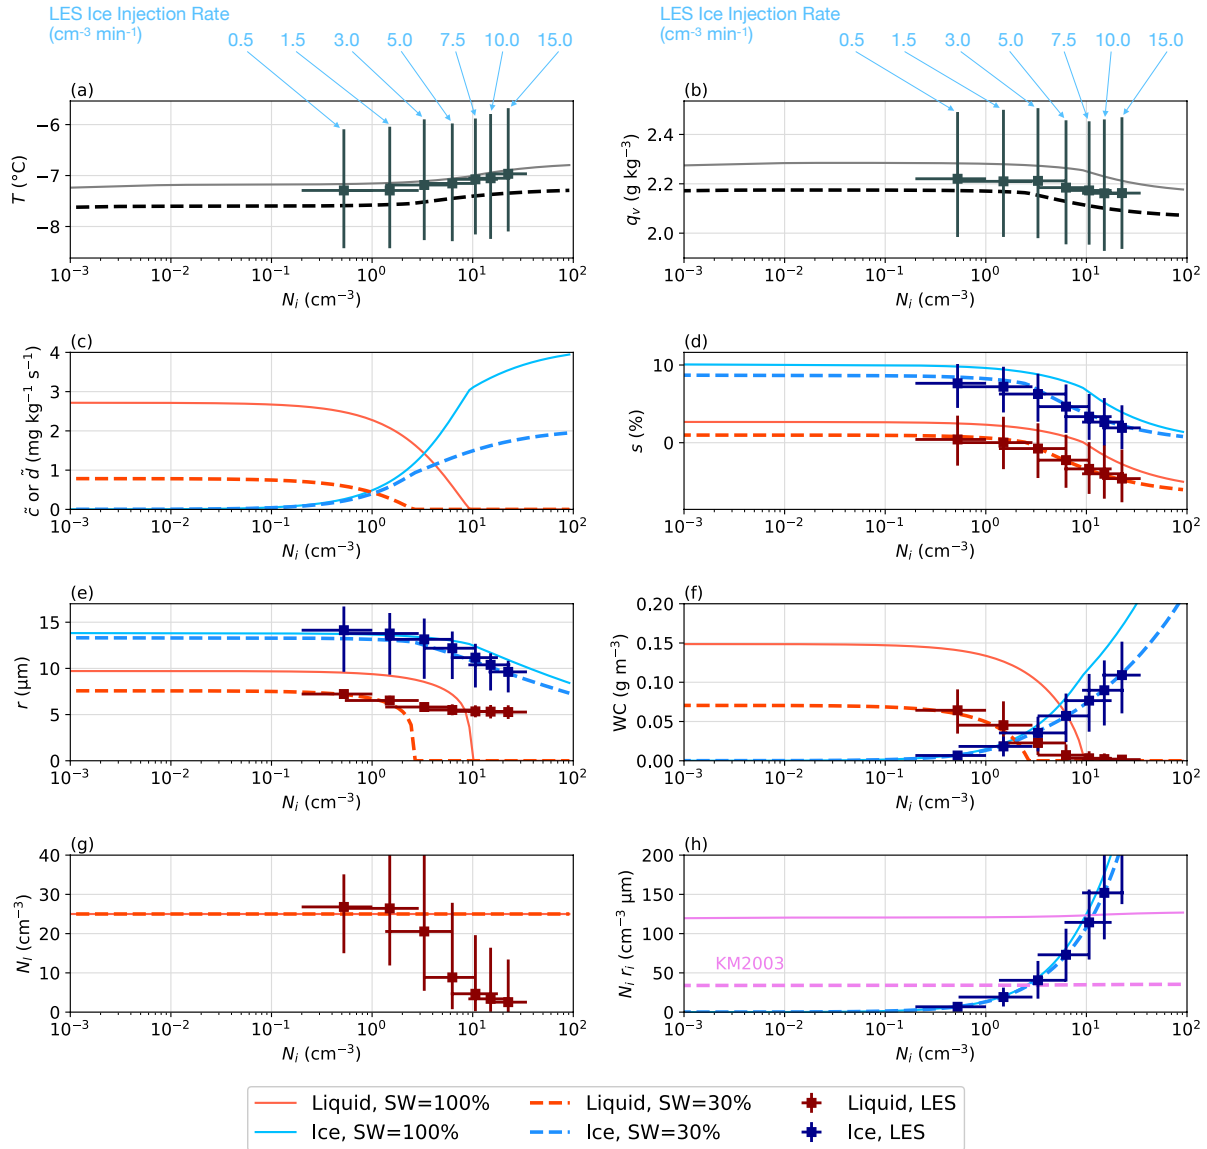 LES Ice Injection Rate
(cm⁻³ min⁻¹)
0.5 1.5 3.0 5.0 7.5 10.0 15.0
LES Ice Injection Rate
(cm⁻³ min⁻¹)
0.5 1.5 3.0 5.0 7.5 10.0 15.0
(a)
T (°C)
−6
−7
−8
10⁻³ 10⁻² 10⁻¹ 10⁰ 10¹ 10²
Nᵢ (cm⁻³)
(b)
qᵥ (g kg⁻³)
2.4
2.2
2.0
10⁻³ 10⁻² 10⁻¹ 10⁰ 10¹ 10²
Nᵢ (cm⁻³)
(c)
c̃ or d̃ (mg kg⁻¹ s⁻¹)
4
3
2
1
0
10⁻³ 10⁻² 10⁻¹ 10⁰ 10¹ 10²
Nᵢ (cm⁻³)
(d)
s (%)
10
0
10⁻³ 10⁻² 10⁻¹ 10⁰ 10¹ 10²
Nᵢ (cm⁻³)
(e)
r (μm)
15
10
5
0
10⁻³ 10⁻² 10⁻¹ 10⁰ 10¹ 10²
Nᵢ (cm⁻³)
(f)
WC (g m⁻³)
0.20
0.15
0.10
0.05
0.00
10⁻³ 10⁻² 10⁻¹ 10⁰ 10¹ 10²
Nᵢ (cm⁻³)
(g)
Nₗ (cm⁻³)
40
30
20
10
0
10⁻³ 10⁻² 10⁻¹ 10⁰ 10¹ 10²
Nᵢ (cm⁻³)
(h)
Nᵢ rᵢ (cm⁻³ μm)
200
150
100
50
0
KM2003
10⁻³ 10⁻² 10⁻¹ 10⁰ 10¹ 10²
Nᵢ (cm⁻³)
Liquid, SW=100% Liquid, SW=30% Liquid, LES
Ice, SW=100% Ice, SW=30% Ice, LES